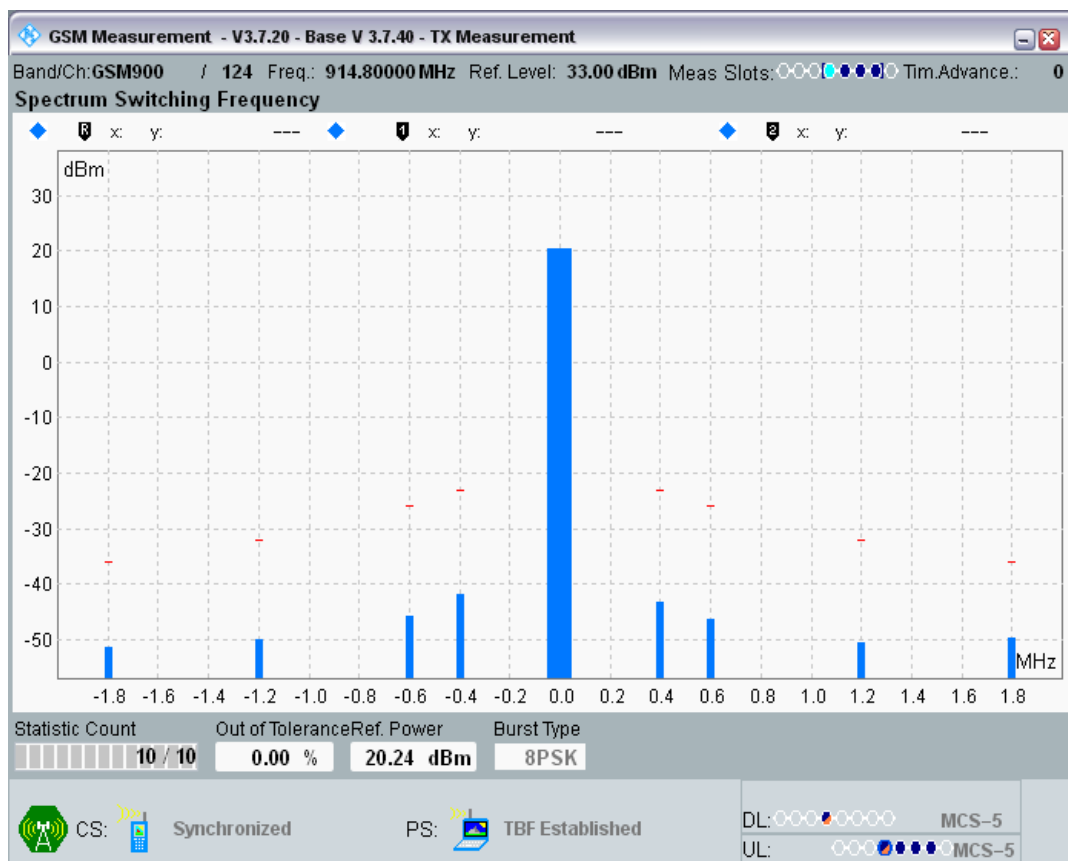 GSM Measurement - V3.7.20 - Base V 3.7.40 - TX Measurement
Band/Ch:GSM900 / 124 Freq.: 914.80000 MHz Ref. Level: 33.00 dBm Meas Slots: Tim.Advance.: 0
Spectrum Switching Frequency
R x: y: --- 1 x: y: --- 2 x: y: ---
dBm
30
20
10
0
-10
-20
-30
-40
-50
MHz
-1.8 -1.6 -1.4 -1.2 -1.0 -0.8 -0.6 -0.4 -0.2 0.0 0.2 0.4 0.6 0.8 1.0 1.2 1.4 1.6 1.8
Statistic Count Out of Tolerance Ref. Power Burst Type
10 / 10 0.00 % 20.24 dBm 8PSK
CS: Synchronized PS: TBF Established
DL: MCS-5
UL: MCS-5